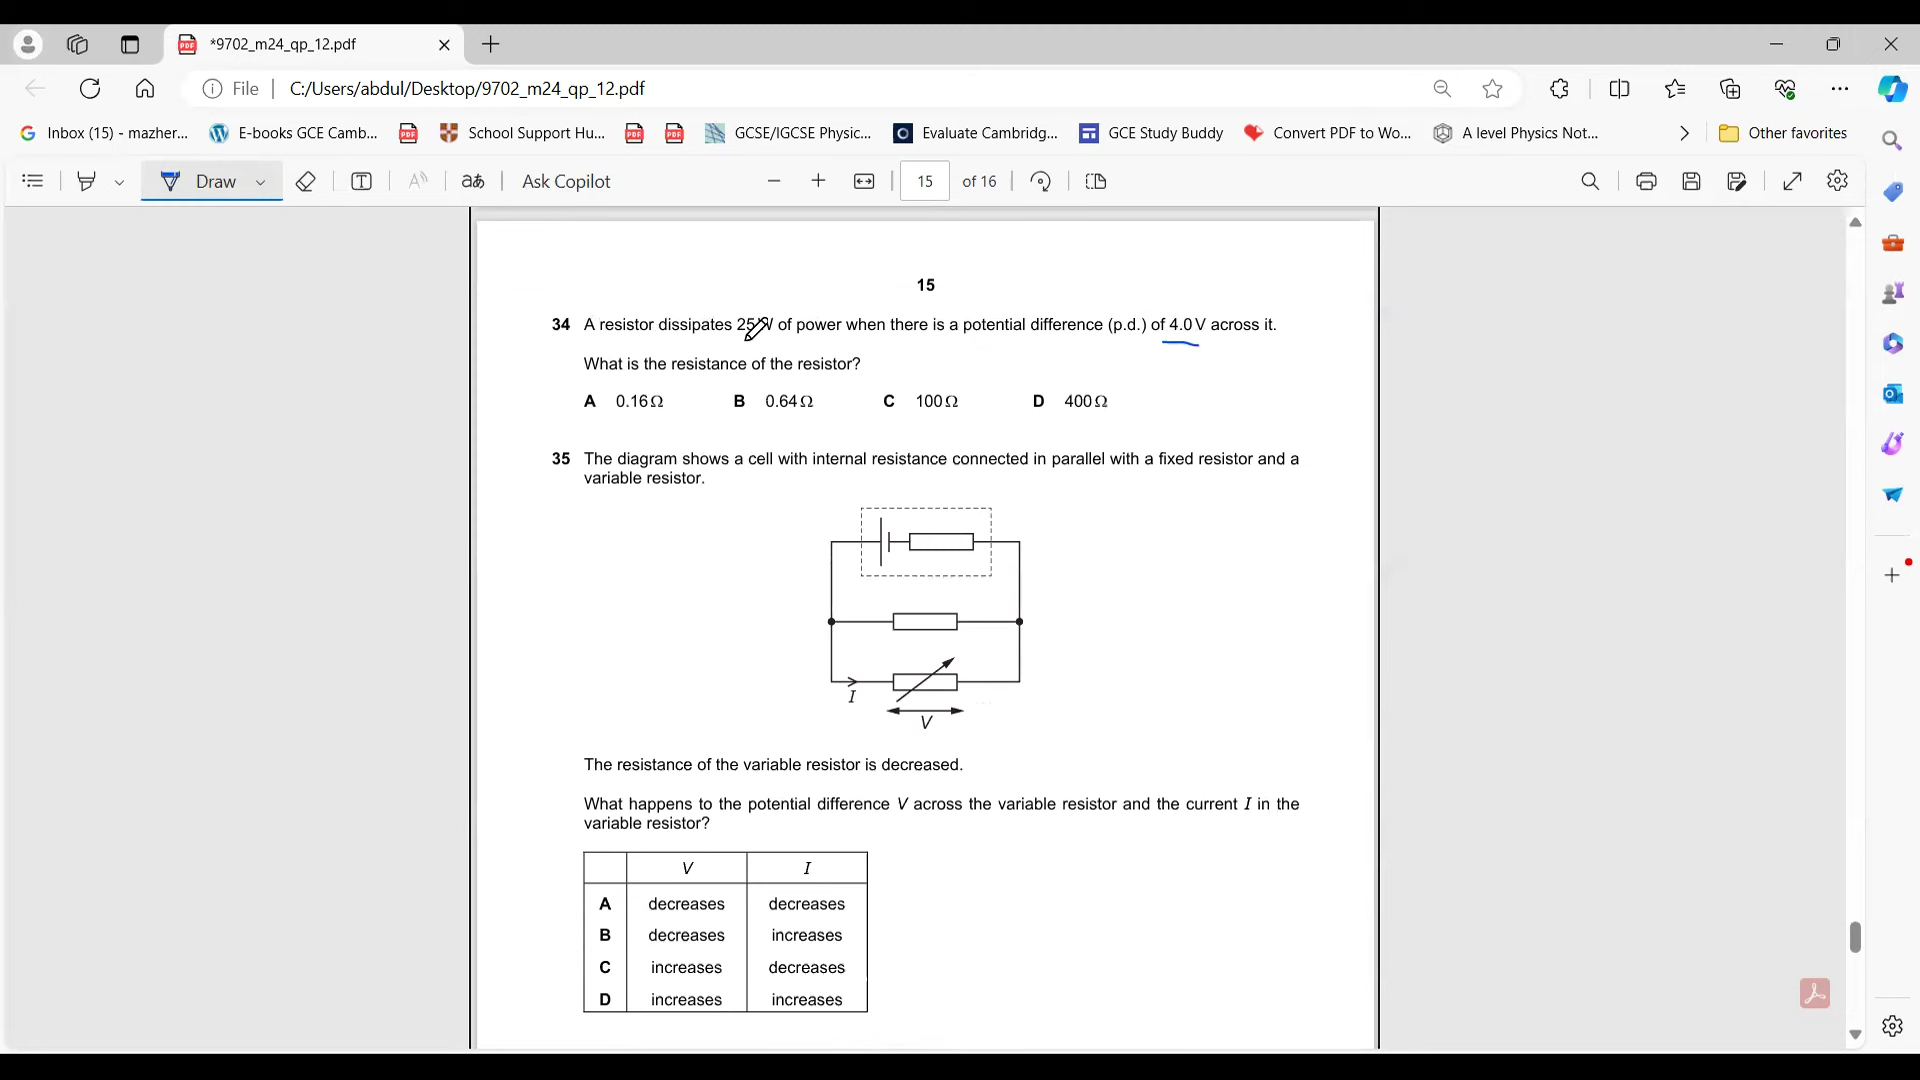 *9702_m24_qp_12.pdf
File
C:/Users/abdul/Desktop/9702_m24_qp_12.pdf
Inbox (15) - mazher...
E-books GCE Camb...
School Support Hu...
GCSE/IGCSE Physic...
Evaluate Cambridg...
GCE Study Buddy
Convert PDF to Wo...
A level Physics Not...
Other favorites
Draw
Ask Copilot
15
of 16
15
34 A resistor dissipates 25 W of power when there is a potential difference (p.d.) of 4.0 V across it.
What is the resistance of the resistor?
A 0.16 Ω B 0.64 Ω C 100 Ω D 400 Ω
35 The diagram shows a cell with internal resistance connected in parallel with a fixed resistor and a
variable resistor.
I
V
The resistance of the variable resistor is decreased.
What happens to the potential difference V across the variable resistor and the current I in the
variable resistor?
V I
A decreases decreases
B decreases increases
C increases decreases
D increases increases